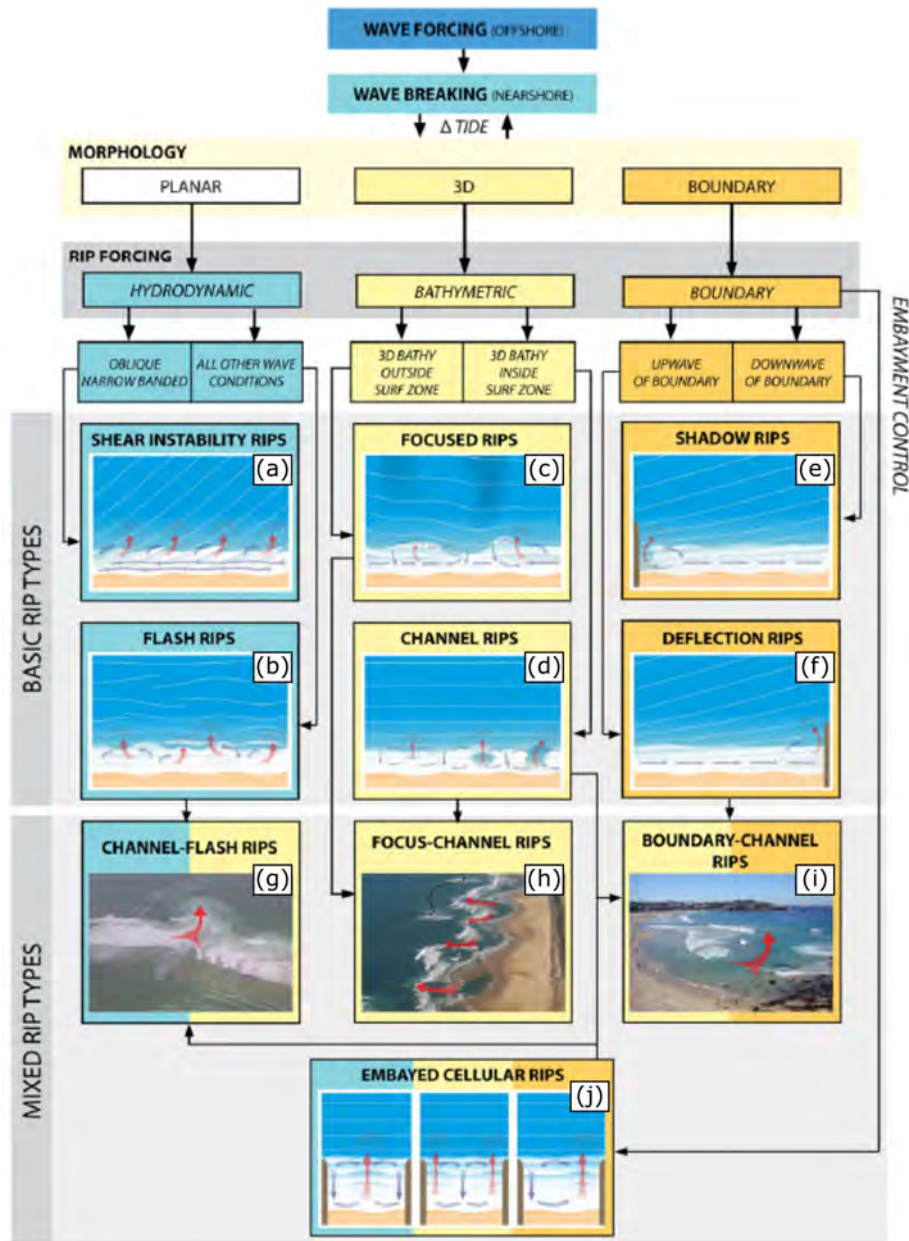 WAVE FORCING (OFFSHORE)
WAVE BREAKING (NEARSHORE)
Δ TIDE
MORPHOLOGY
PLANAR
3D
BOUNDARY
RIP FORCING
HYDRODYNAMIC
BATHYMETRIC
BOUNDARY
EMBAYMENT CONTROL
OBLIQUE
NARROW BANDED
ALL OTHER WAVE
CONDITIONS
3D BATHY
OUTSIDE
SURF ZONE
3D BATHY
INSIDE
SURF ZONE
UPWAVE
OF BOUNDARY
DOWNWAVE
OF BOUNDARY
BASIC RIP TYPES
SHEAR INSTABILITY RIPS
(a)
FOCUSED RIPS
(c)
SHADOW RIPS
(e)
FLASH RIPS
(b)
CHANNEL RIPS
(d)
DEFLECTION RIPS
(f)
MIXED RIP TYPES
CHANNEL-FLASH RIPS
(g)
FOCUS-CHANNEL RIPS
(h)
BOUNDARY-CHANNEL
RIPS
(i)
EMBAYED CELLULAR RIPS
(j)